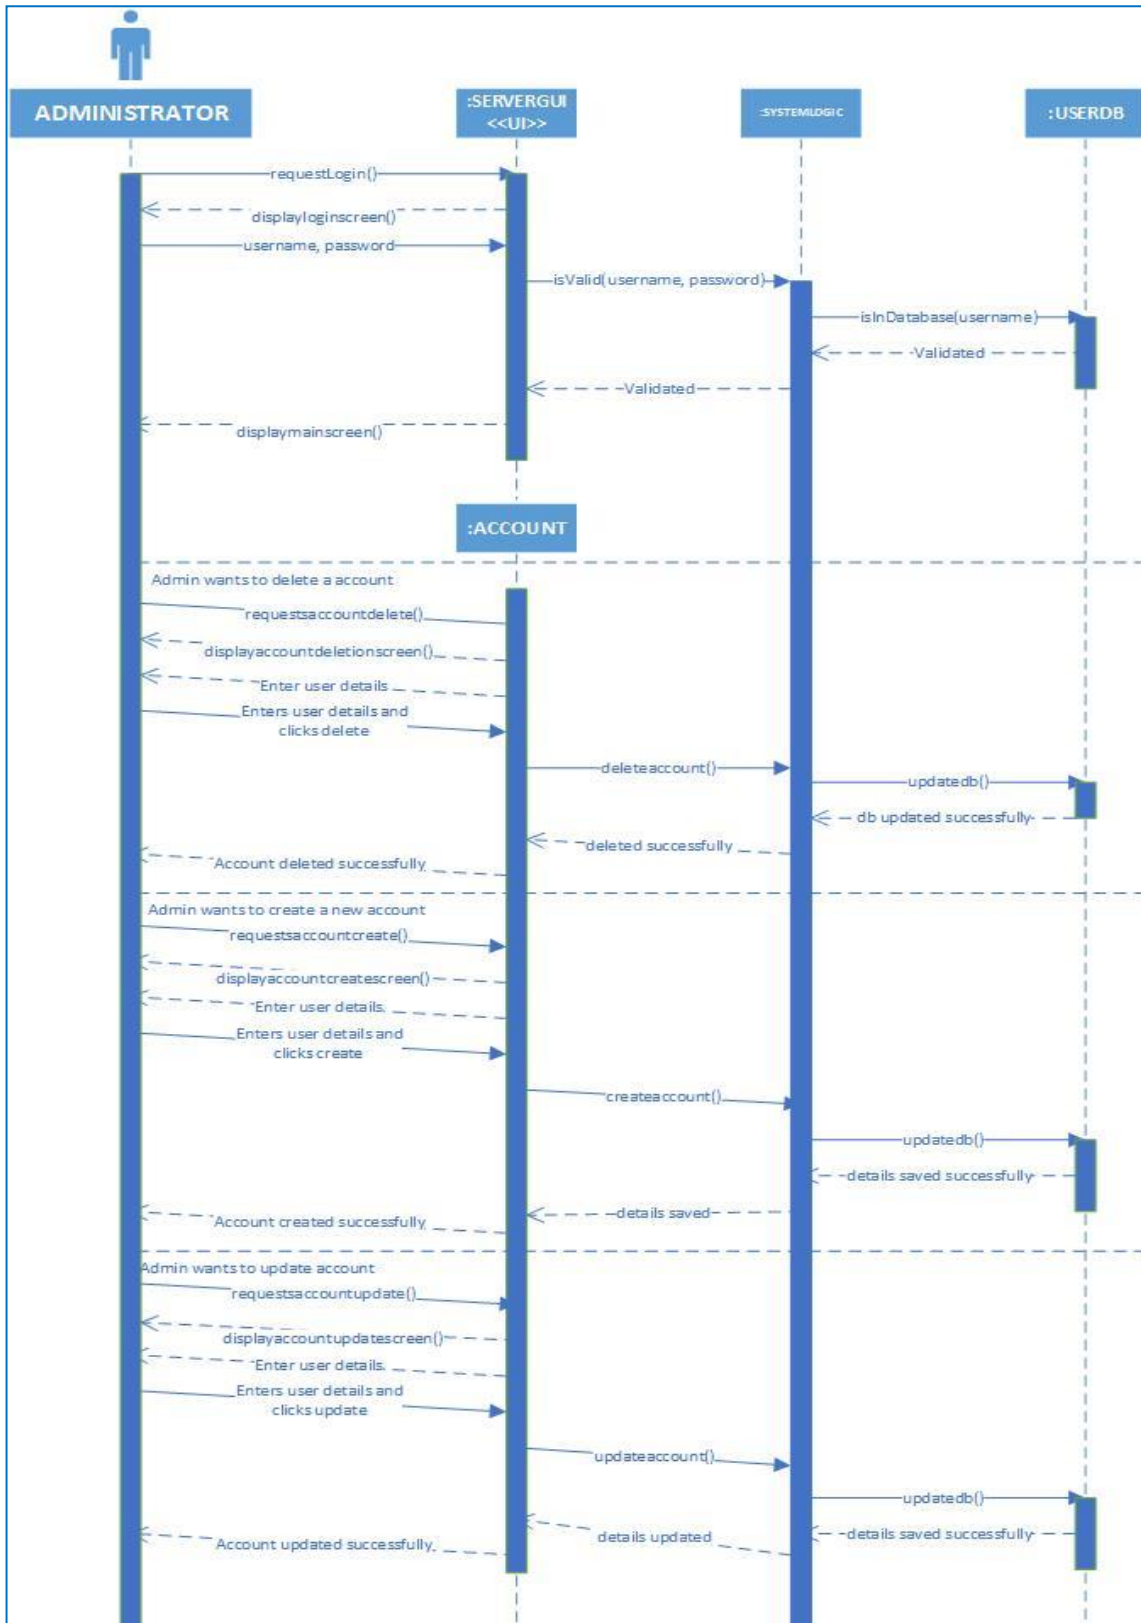 ADMINISTRATOR
:SERVERGUI
<<UI>>
:SYSTEMLOGIC
:USERDB
requestLogin()
displayloginscreen()
username, password
isValid(username, password)
isInDatabase(username)
Validated
Validated
displaymainscreen()
:ACCOUNT
Admin wants to delete a account
requestsaccountdelete()
displayaccountdeletionscreen()
Enter user details
Enters user details and
clicks delete
deleteaccount()
updatedb()
db updated successfully
deleted successfully
Account deleted successfully
Admin wants to create a new account
requestsaccountcreate()
displayaccountcreatescreen()
Enter user details
Enters user details and
clicks create
createaccount()
updatedb()
details saved successfully
details saved
Account created successfully
Admin wants to update account
requestsaccountupdate()
displayaccountupdatescreen()
Enter user details
Enters user details and
clicks update
updateaccount()
updatedb()
details saved successfully
details updated
Account updated successfully